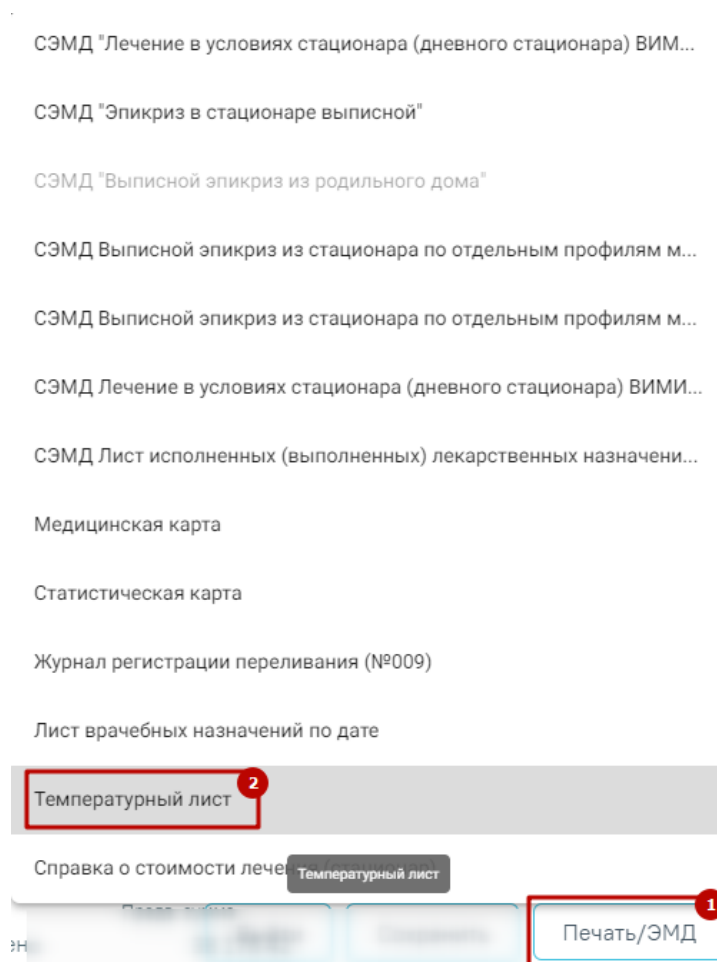 СЭМД "Лечение в условиях стационара (дневного стационара) ВИМ...
СЭМД "Эпикриз в стационаре выписной"
СЭМД "Выписной эпикриз из родильного дома"
СЭМД Выписной эпикриз из стационара по отдельным профилям м...
СЭМД Выписной эпикриз из стационара по отдельным профилям м...
СЭМД Лечение в условиях стационара (дневного стационара) ВИМИ...
СЭМД Лист исполненных (выполненных) лекарственных назначени...
Медицинская карта
Статистическая карта
Журнал регистрации переливания (№009)
Лист врачебных назначений по дате
2
Температурный лист
Справка о стоимости лечения (стационар)
Температурный лист
1
Печать/ЭМД